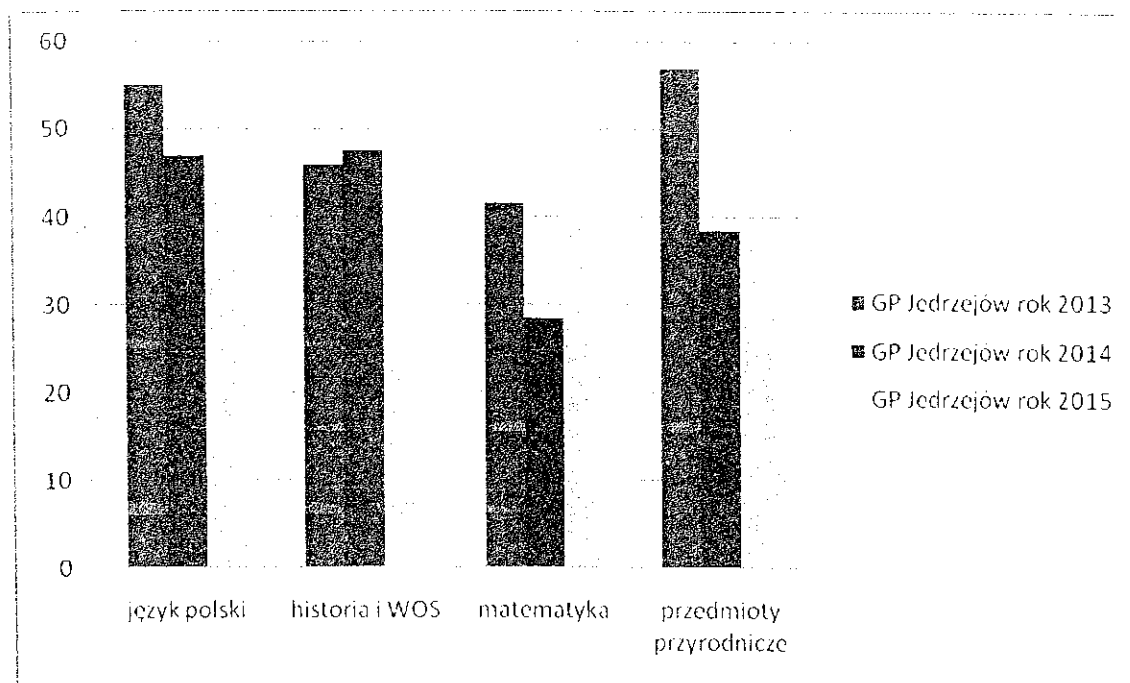 60
50
40
30
20
10
0
język polski
historia i WOS
matematyka
przedmioty
przyrodnicze
GP Jedrzejów rok 2013
GP Jedrzejów rok 2014
GP Jedrzejów rok 2015